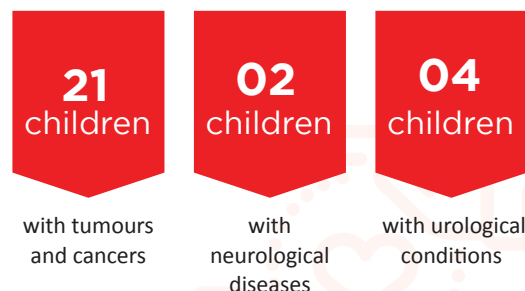 21
children
with tumours
and cancers
02
children
with
neurological
diseases
04
children
with urological
conditions